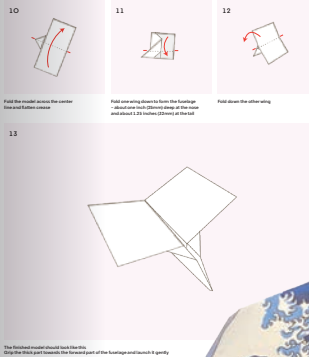 10
Fold the model across the center
line and flatten crease
11
Fold one wing down to form the fuselage
– about one inch (25mm) deep at the nose
and about 1.25 inches (32mm) at the tail
12
Fold down the other wing
13
The finished model should look like this
Grip the thick part towards the forward part of the fuselage and launch it gently